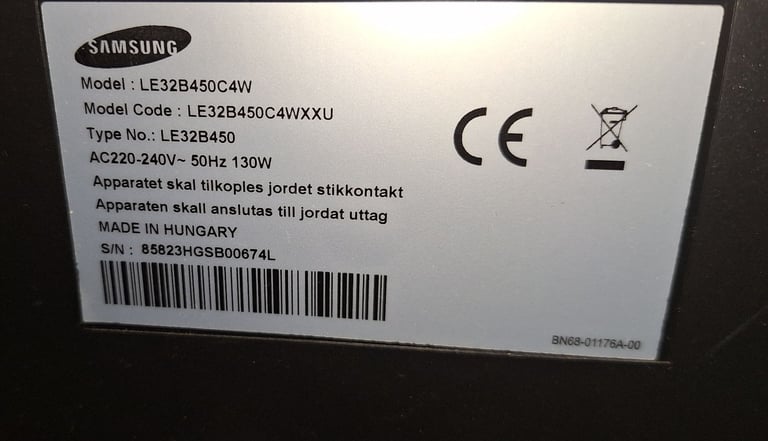 SAMSUNG
Model : LE32B450C4W
Model Code : LE32B450C4WXXU
Type No.: LE32B450
AC220-240V~ 50Hz 130W
Apparatet skal tilkoples jordet stikkontakt
Apparaten skall anslutas till jordat uttag
MADE IN HUNGARY
S/N : 85823HGSB00674L
CE
BN68-01176A-00